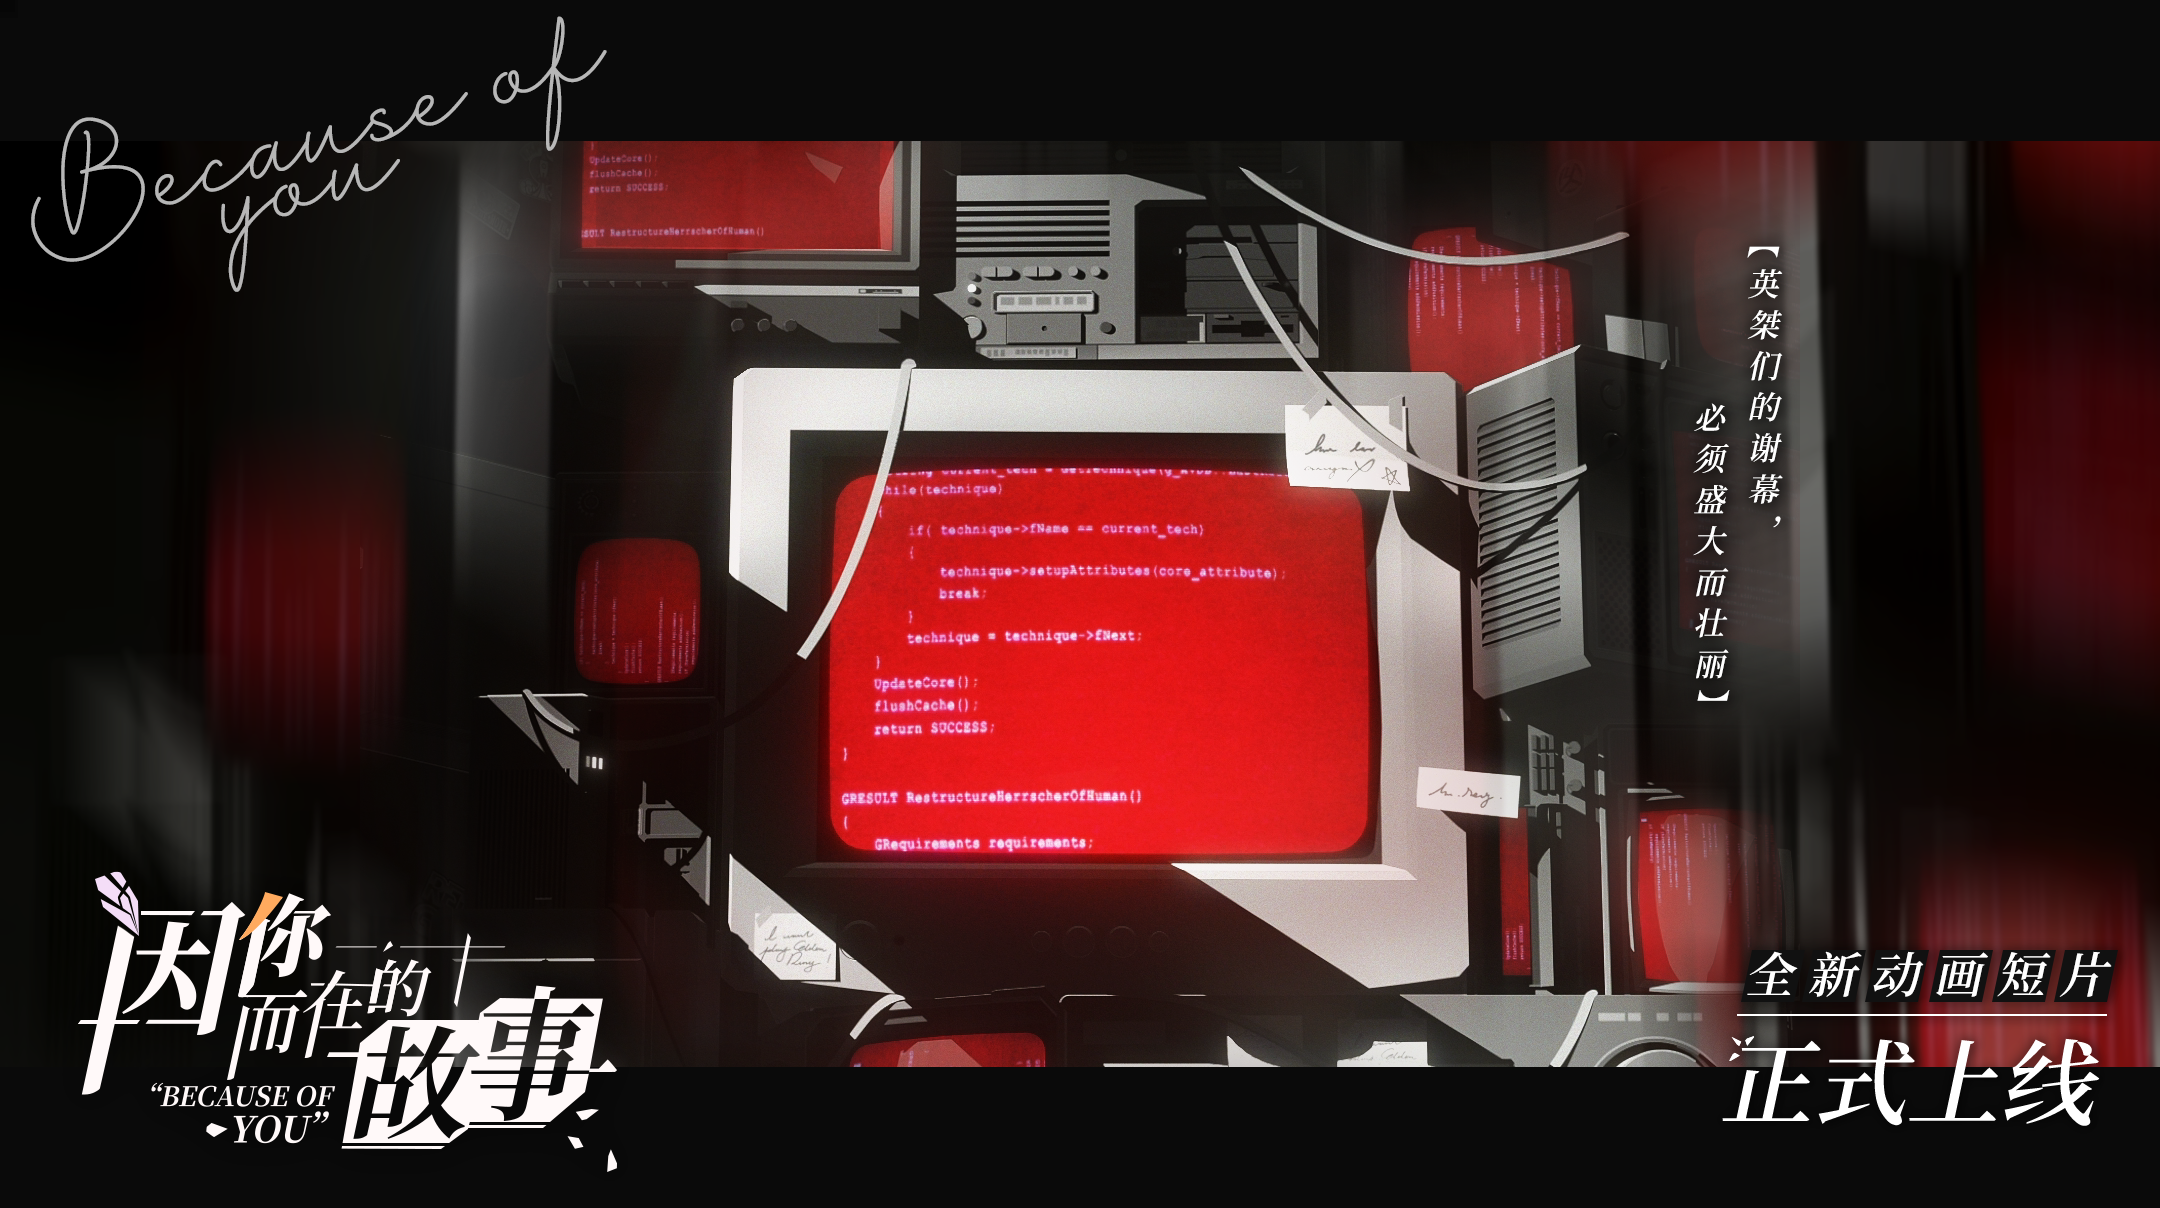 Because of
you
UpdateCore();
flushCache();
return SUCCESS;
RestructureHerrscherOfHuman()
【英桀们的谢幕，
必须盛大而壮丽】
while(technique)
{
if( technique->fName == current_tech)
{
technique->setupAttributes(core_attribute);
break;
}
technique = technique->fNext;
}
UpdateCore();
flushCache();
return SUCCESS;
}
GRESULT RestructureHerrscherOfHuman()
{
GRequirements requirements;
因你
而在的
故事
“BECAUSE OF
YOU”
全新动画短片
正式上线